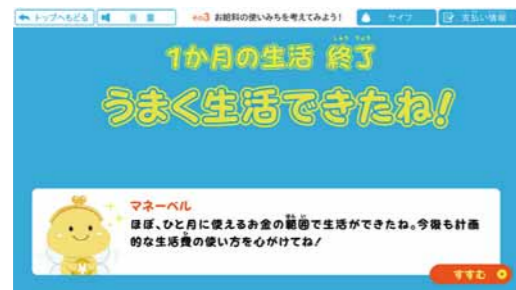 トップへもどる 音量 その3 お給料の使いみちを考えてみよう! サイフ 支払い情報
しゅう りょう
1か月の生活 終了
うまく生活できたね!
マネーベル
はんい
ほぼ、ひと月に使えるお金の範囲で生活ができたね。今後も計画
ひ
的な生活費の使い方を心がけてね!
すすむ